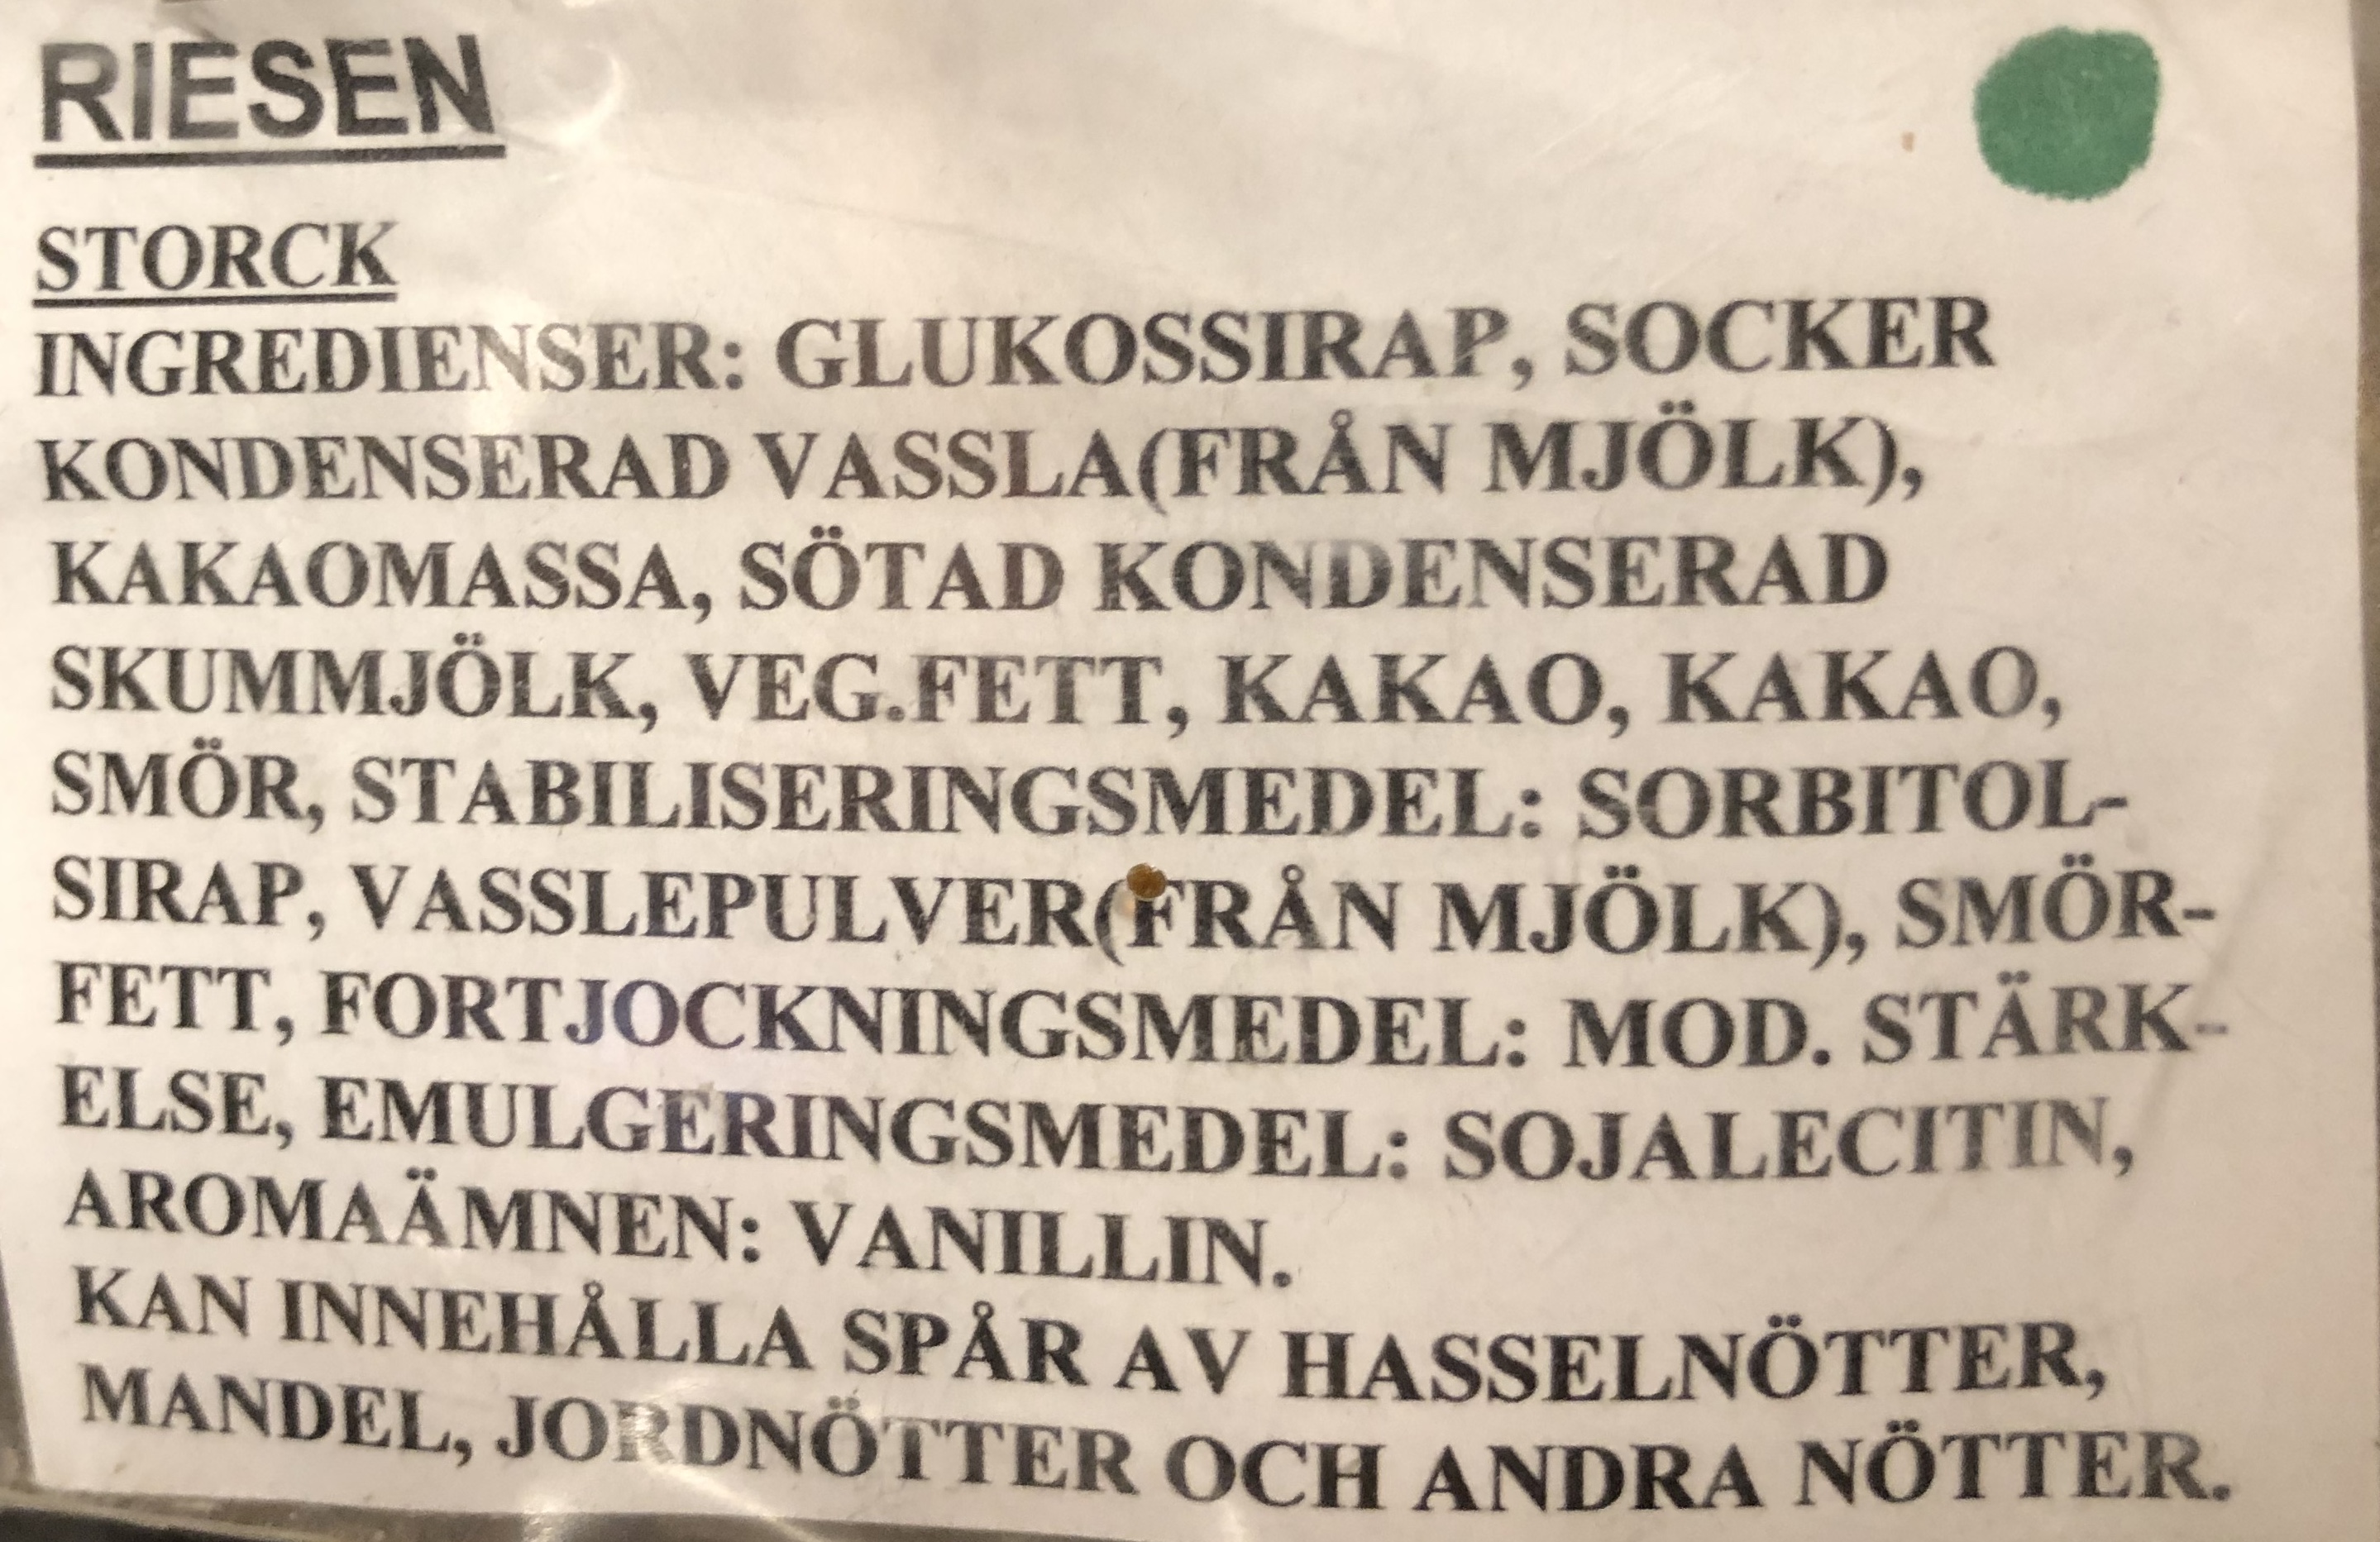 RIESEN
STORCK
INGREDIENSER: GLUKOSSIRAP, SOCKER
KONDENSERAD VASSLA(FRÅN MJÖLK),
KAKAOMASSA, SÖTAD KONDENSERAD
SKUMMJÖLK, VEG.FETT, KAKAO, KAKAO,
SMÖR, STABILISERINGSMEDEL: SORBITOL-
SIRAP, VASSLEPULVER(FRÅN MJÖLK), SMÖR-
FETT, FORTJOCKNINGSMEDEL: MOD. STÄRK-
ELSE, EMULGERINGSMEDEL: SOJALECITIN,
AROMAÄMNEN: VANILLIN.
KAN INNEHÅLLA SPÅR AV HASSELNÖTTER,
MANDEL, JORDNÖTTER OCH ANDRA NÖTTER.